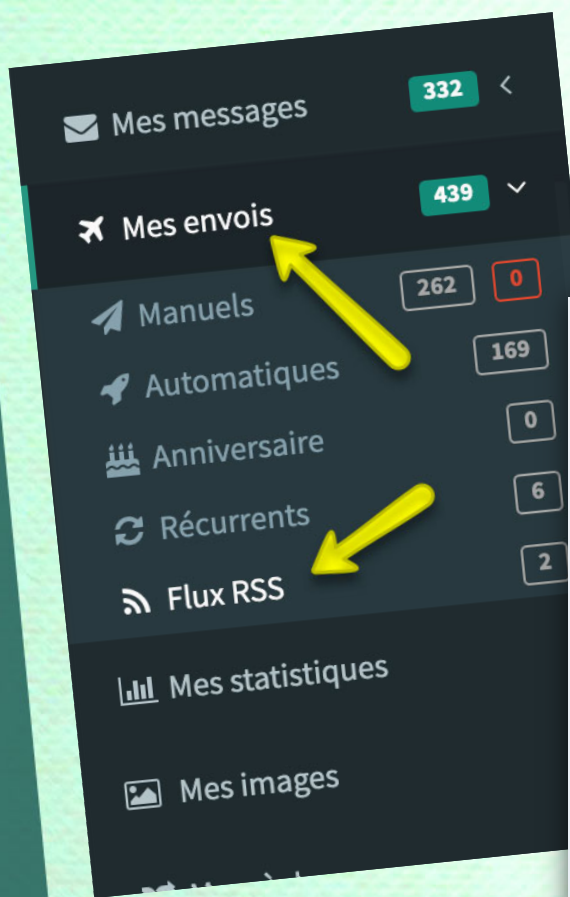 Mes messages 332
Mes envois 439
Manuels 262 0
Automatiques 169
Anniversaire 0
Récurrents 6
Flux RSS 2
Mes statistiques
Mes images